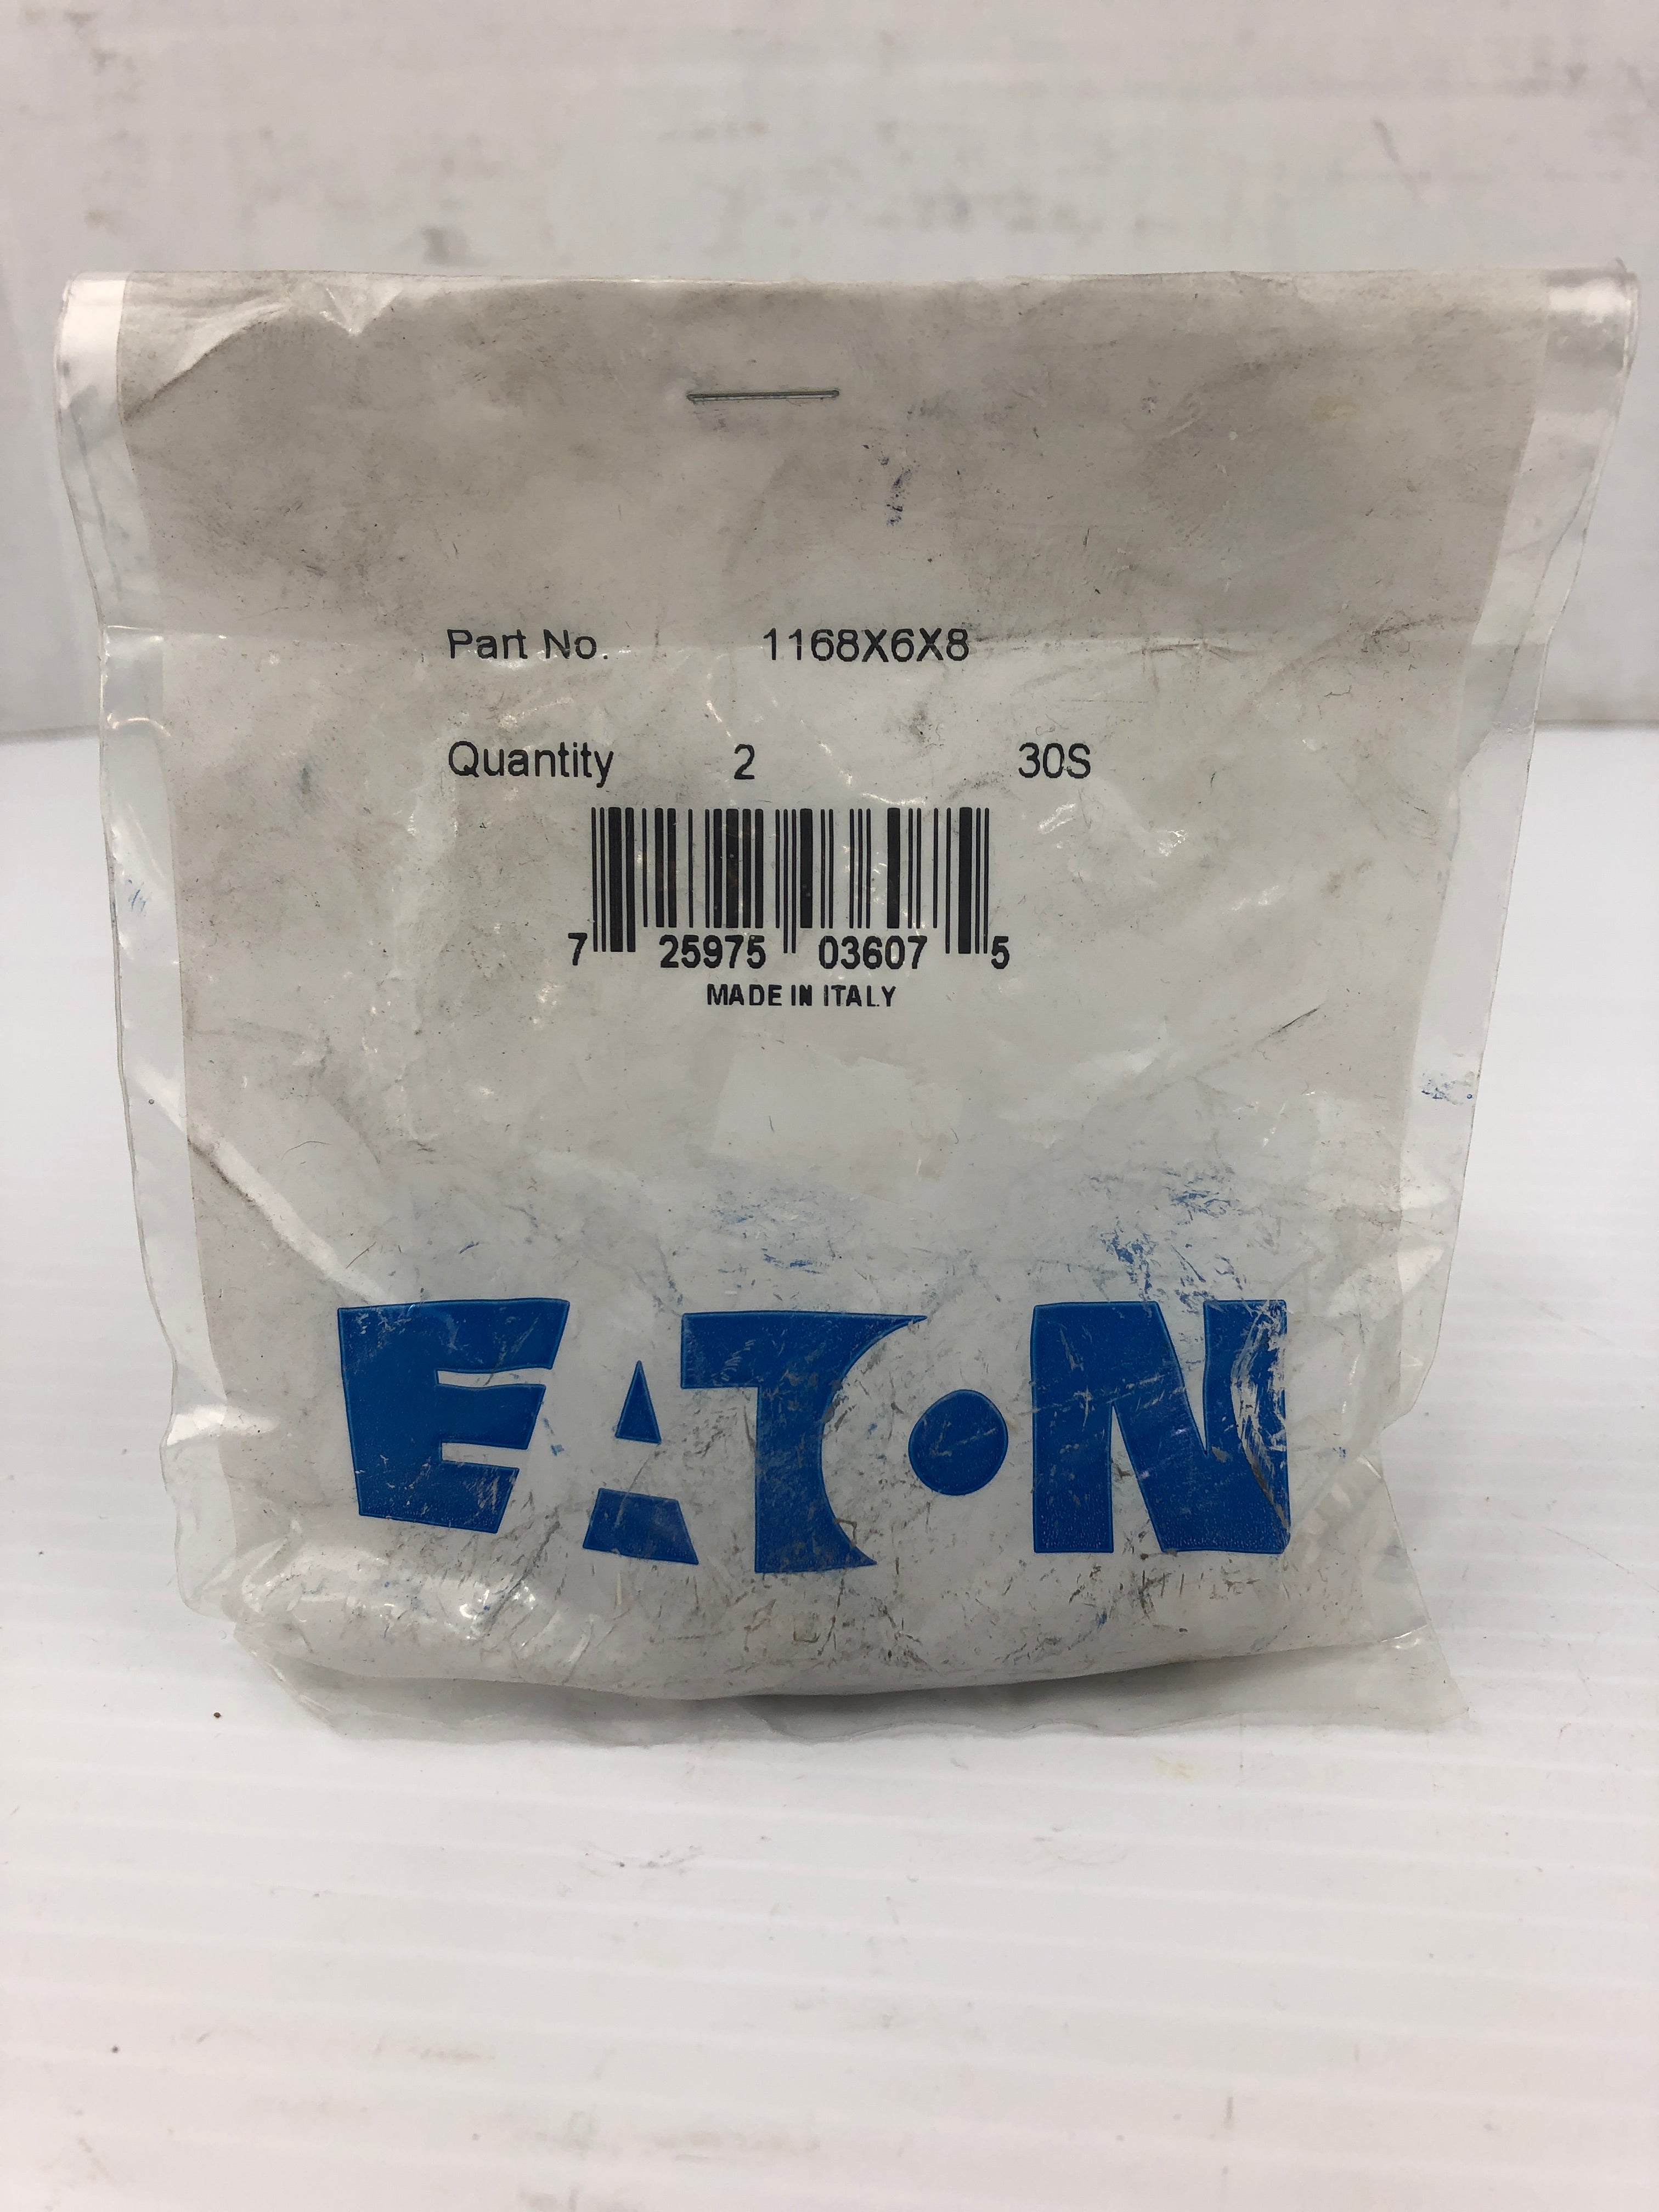 Part No. 1168X6X8
Quantity 2 30S
7 25975 03607 5
MADE IN ITALY
EATON